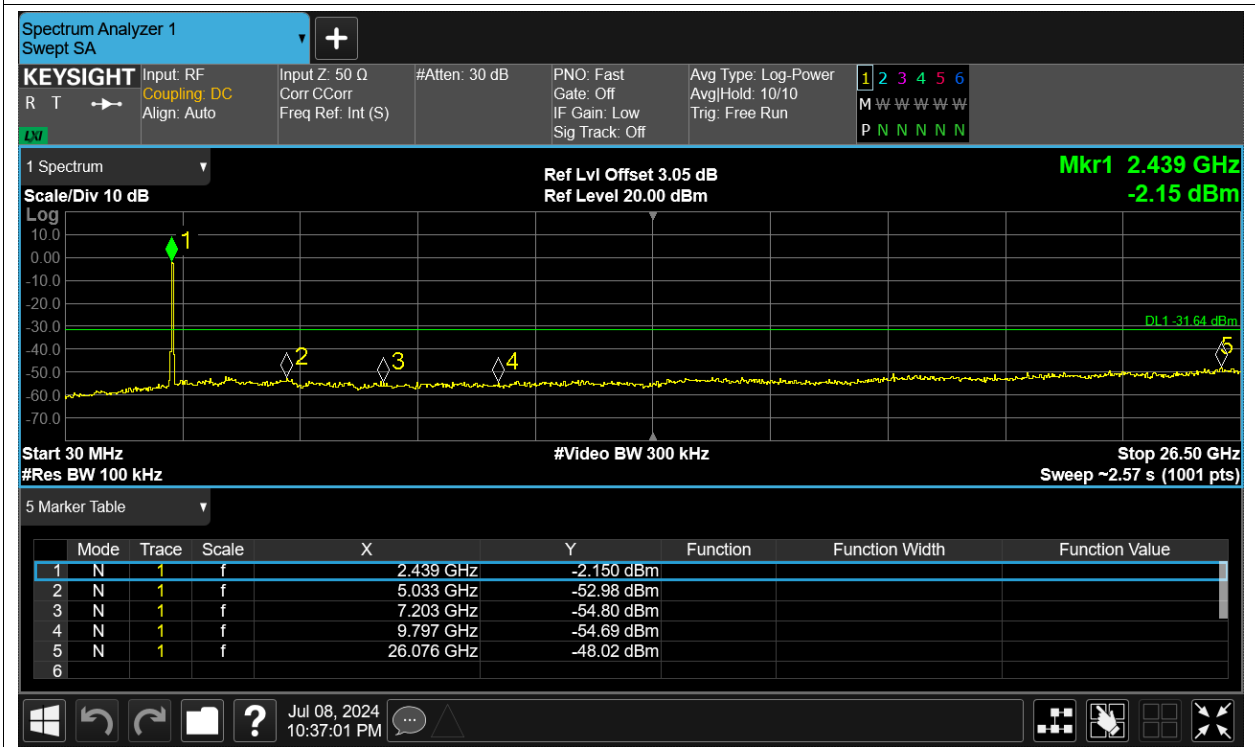 Spectrum Analyzer 1
Swept SA
KEYSIGHT Input: RF Input Z: 50 Ω #Atten: 30 dB PNO: Fast Avg Type: Log-Power 1 2 3 4 5 6
R T Coupling: DC Corr CCorr Gate: Off Avg|Hold: 10/10 M W W W W W W
Align: Auto Freq Ref: Int (S) IF Gain: Low Trig: Free Run
LXI Sig Track: Off P N N N N N N
1 Spectrum Ref Lvl Offset 3.05 dB Mkr1 2.439 GHz
Scale/Div 10 dB Ref Level 20.00 dBm -2.15 dBm
Log
10.0
1
0.00
-10.0
-20.0
-30.0 DL1 -31.64 dBm
-40.0
2 3 4 5
-50.0
-60.0
-70.0
Start 30 MHz #Video BW 300 kHz Stop 26.50 GHz
#Res BW 100 kHz Sweep ~2.57 s (1001 pts)
5 Marker Table
Mode Trace Scale X Y Function Function Width Function Value
1 N 1 f 2.439 GHz -2.150 dBm
2 N 1 f 5.033 GHz -52.98 dBm
3 N 1 f 7.203 GHz -54.80 dBm
4 N 1 f 9.797 GHz -54.69 dBm
5 N 1 f 26.076 GHz -48.02 dBm
6
? Jul 08, 2024
10:37:01 PM